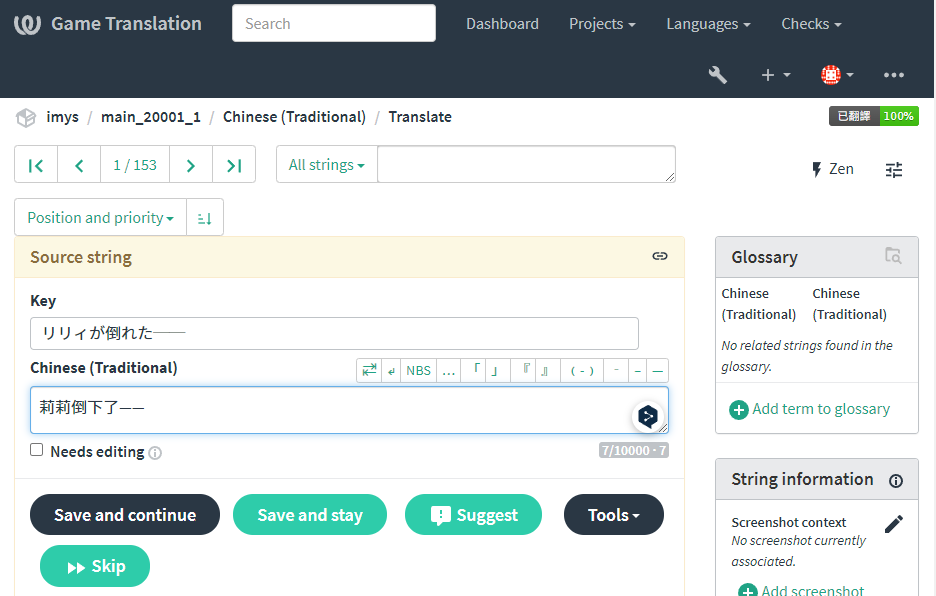 Game Translation Search Dashboard Projects Languages Checks
imys / main_20001_1 / Chinese (Traditional) / Translate 已翻譯 100%
1 / 153 All strings Zen
Position and priority
Source string
Key
リリィが倒れた――
Chinese (Traditional) NBS … 「 」 『 』 ( - ) - – —
莉莉倒下了——
Needs editing 7/10000 · 7
Save and continue Save and stay Suggest Tools
Skip
Glossary
Chinese (Traditional) Chinese (Traditional)
No related strings found in the
glossary.
Add term to glossary
String information
Screenshot context
No screenshot currently
associated.
Add screenshot